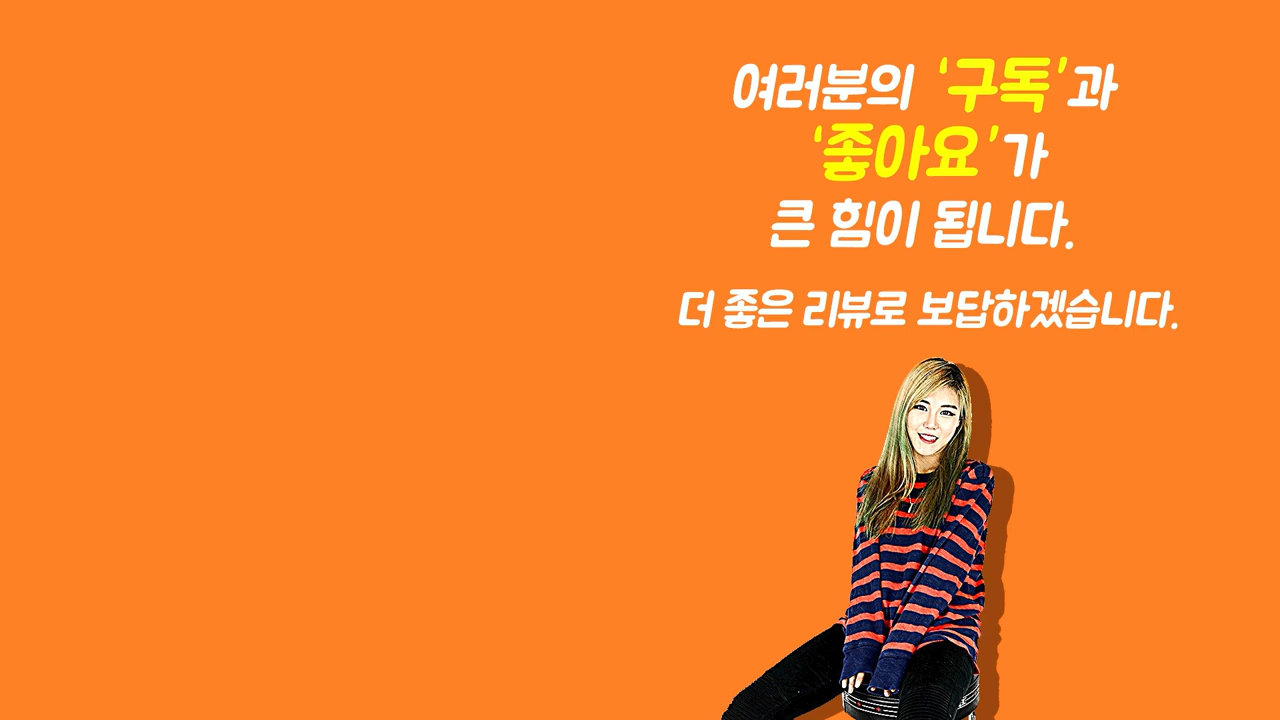 여러분의 '구독'과
'좋아요'가
큰 힘이 됩니다.
더 좋은 리뷰로 보답하겠습니다.